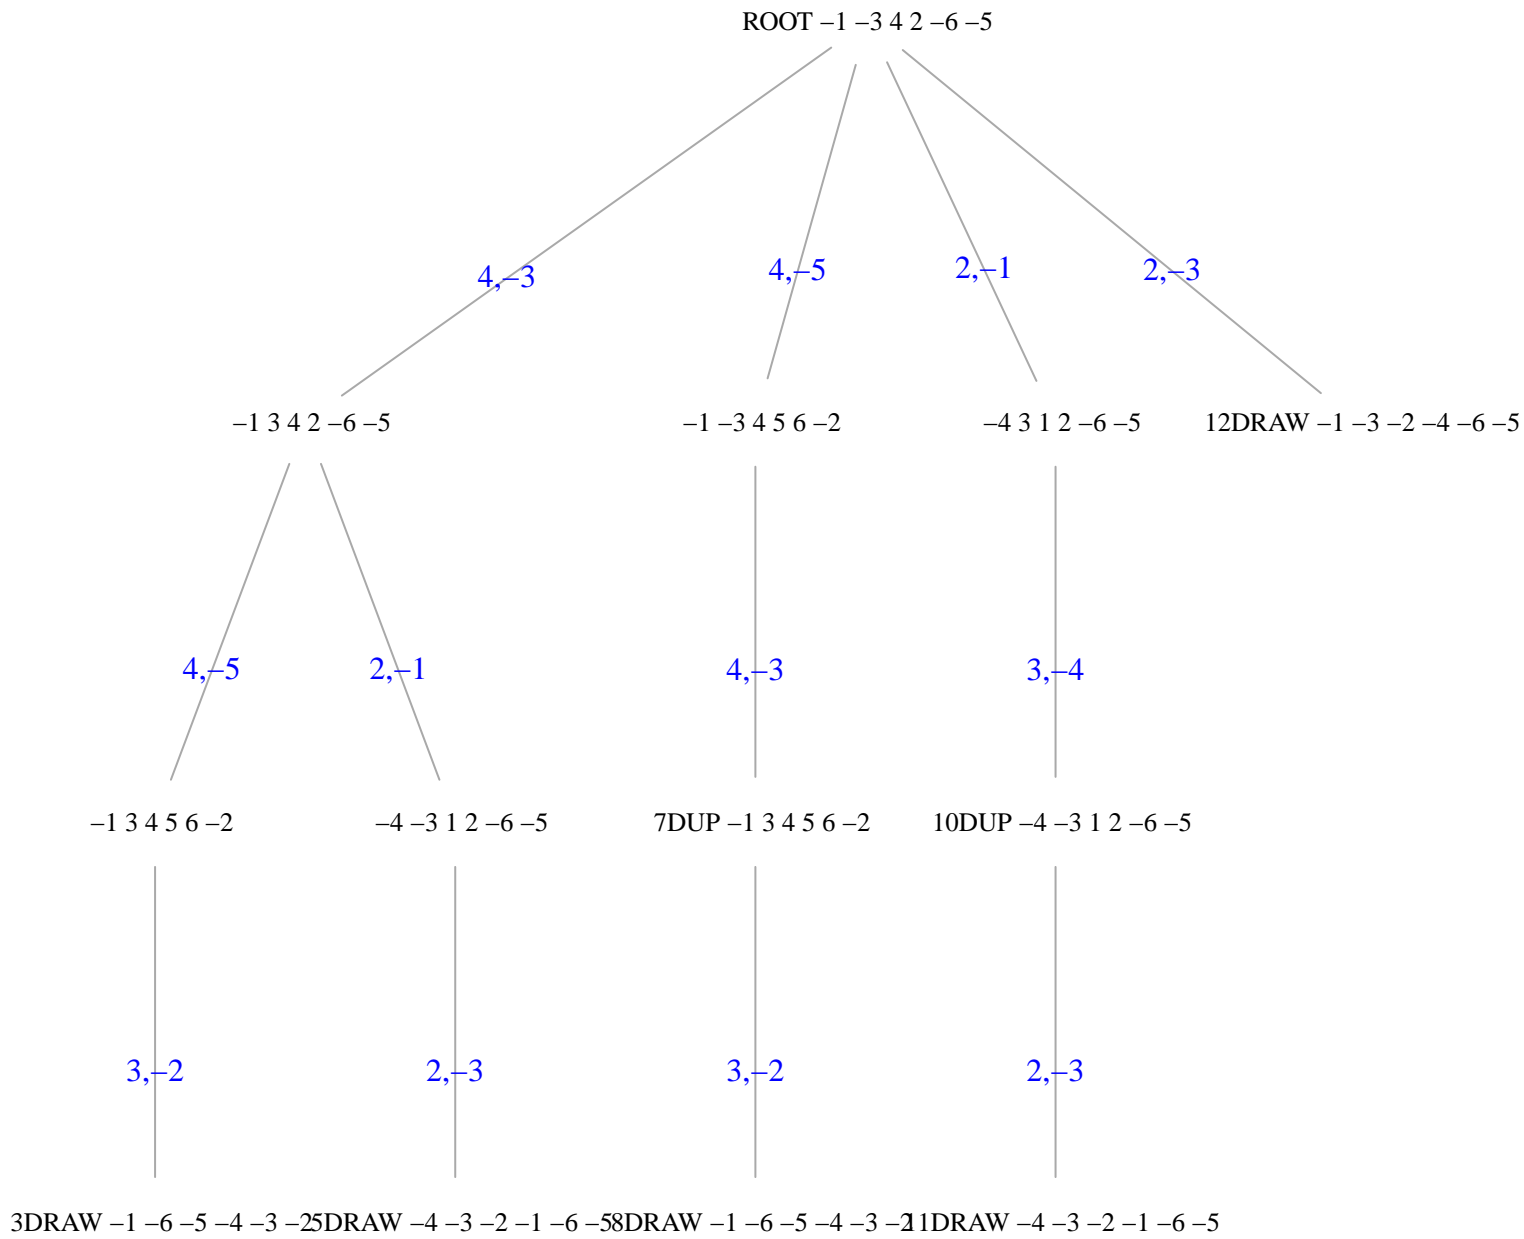 ROOT –1 –3 4 2 –6 –5
4,–3
4,–5
2,–1
2,–3
–1 3 4 2 –6 –5
–1 –3 4 5 6 –2
–4 3 1 2 –6 –5
12DRAW –1 –3 –2 –4 –6 –5
4,–5
2,–1
4,–3
3,–4
–1 3 4 5 6 –2
–4 –3 1 2 –6 –5
7DUP –1 3 4 5 6 –2
10DUP –4 –3 1 2 –6 –5
3,–2
2,–3
3,–2
2,–3
3DRAW –1 –6 –5 –4 –3 –2
5DRAW –4 –3 –2 –1 –6 –5
8DRAW –1 –6 –5 –4 –3 –2
11DRAW –4 –3 –2 –1 –6 –5